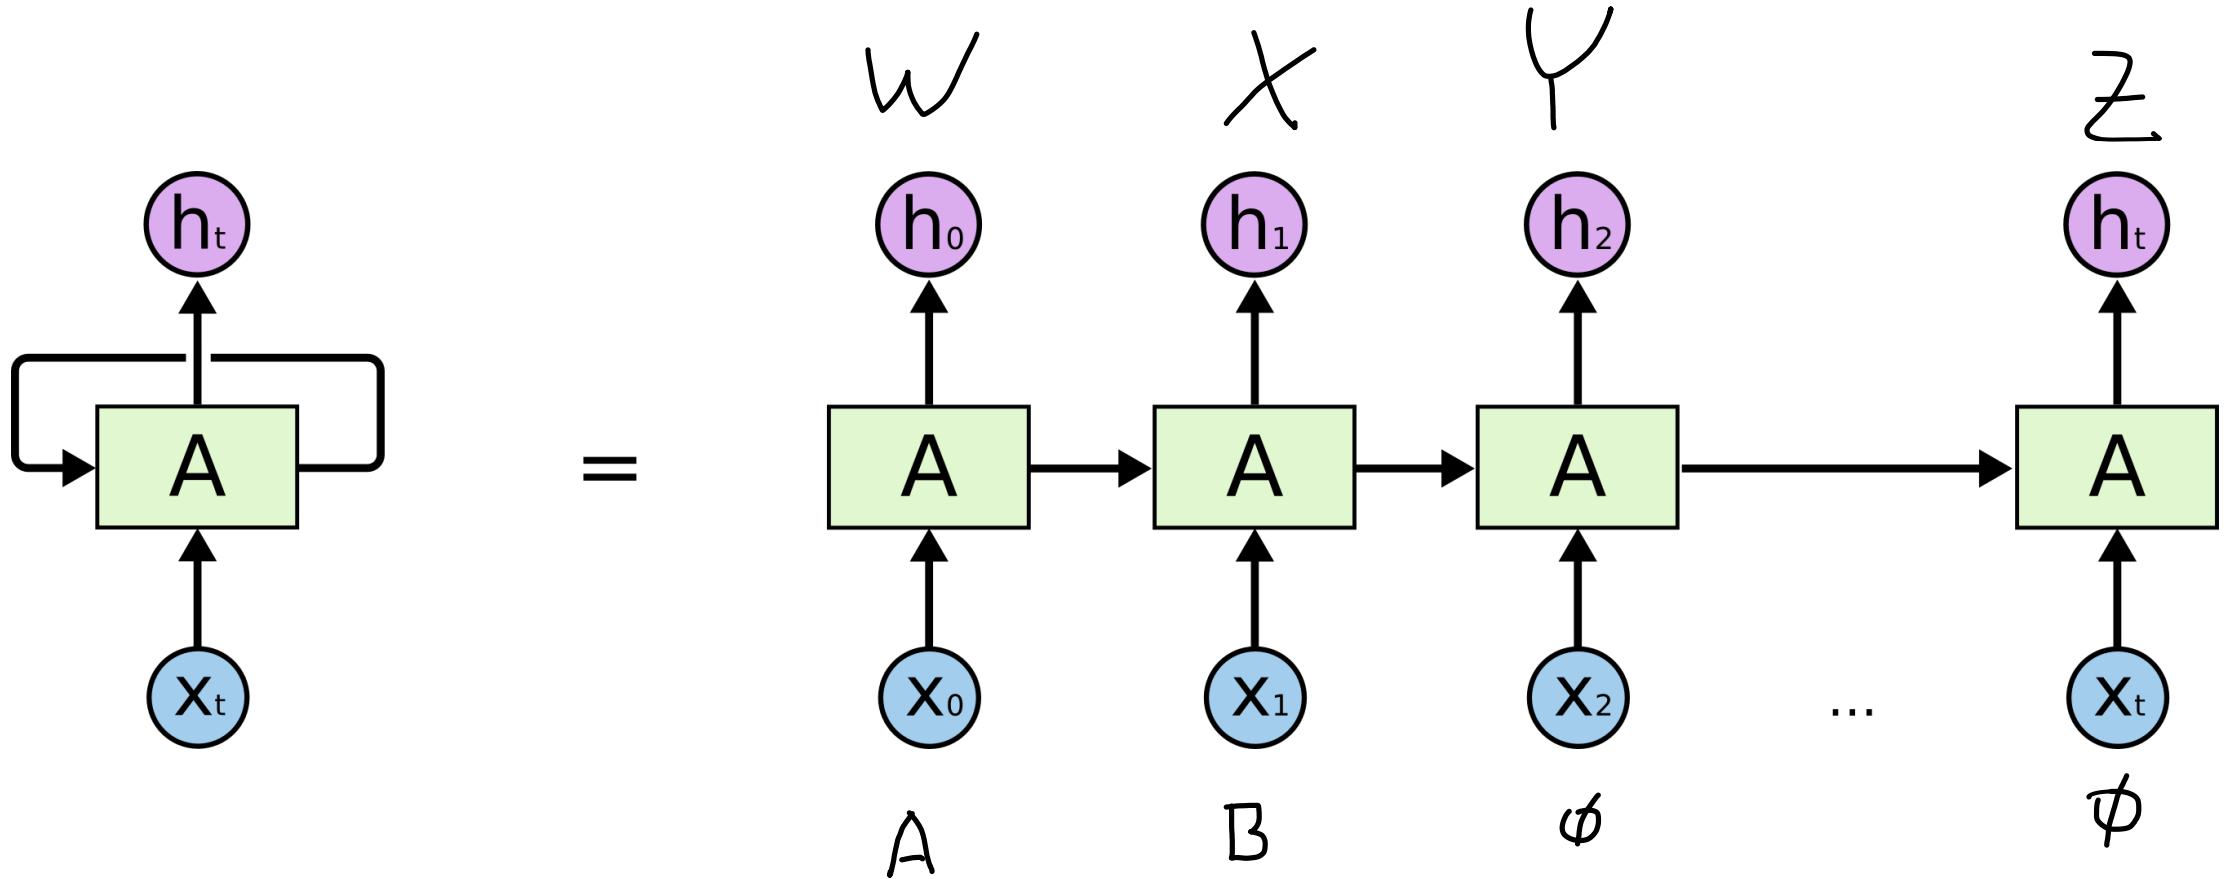 W X Y Z
ht h0 h1 h2 ht
A = A A A A
xt x0 x1 x2 ... xt
A B ϕ ϕ